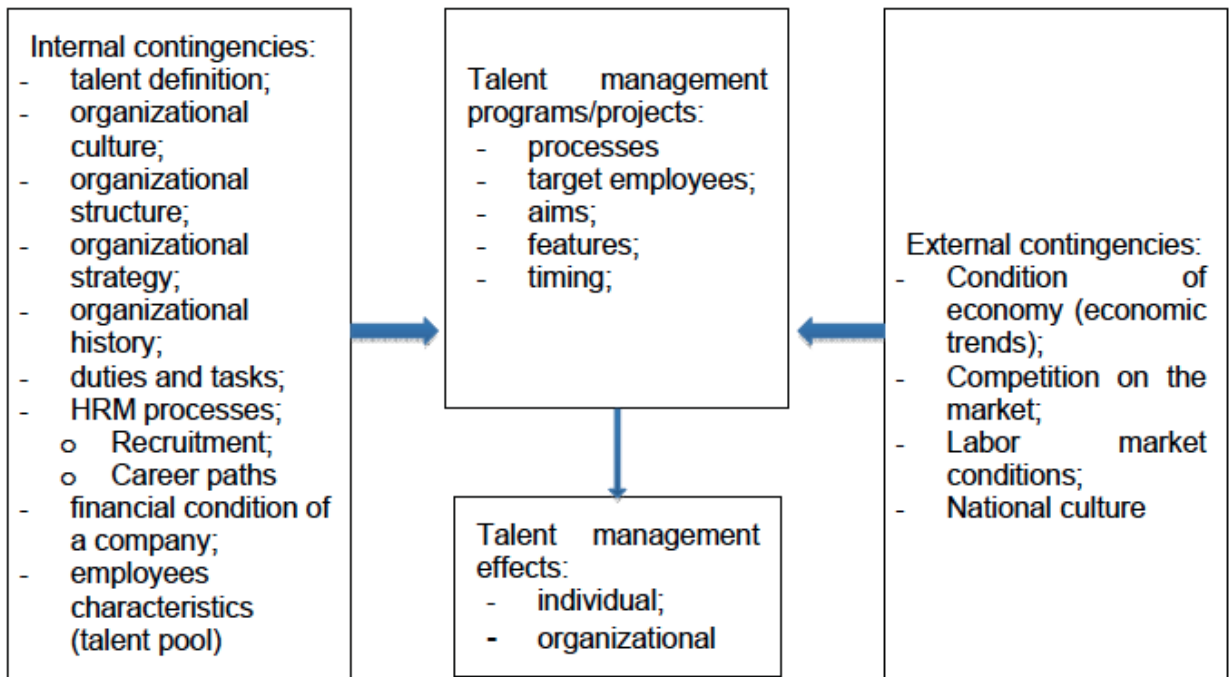 Internal contingencies:
- talent definition;
- organizational
culture;
- organizational
structure;
- organizational
strategy;
- organizational
history;
- duties and tasks;
- HRM processes;
o Recruitment;
o Career paths
- financial condition of
a company;
- employees
characteristics
(talent pool)
Talent management
programs/projects:
- processes
- target employees;
- aims;
- features;
- timing;
Talent management
effects:
- individual;
- organizational
External contingencies:
- Condition of
economy (economic
trends);
- Competition on the
market;
- Labor market
conditions;
- National culture